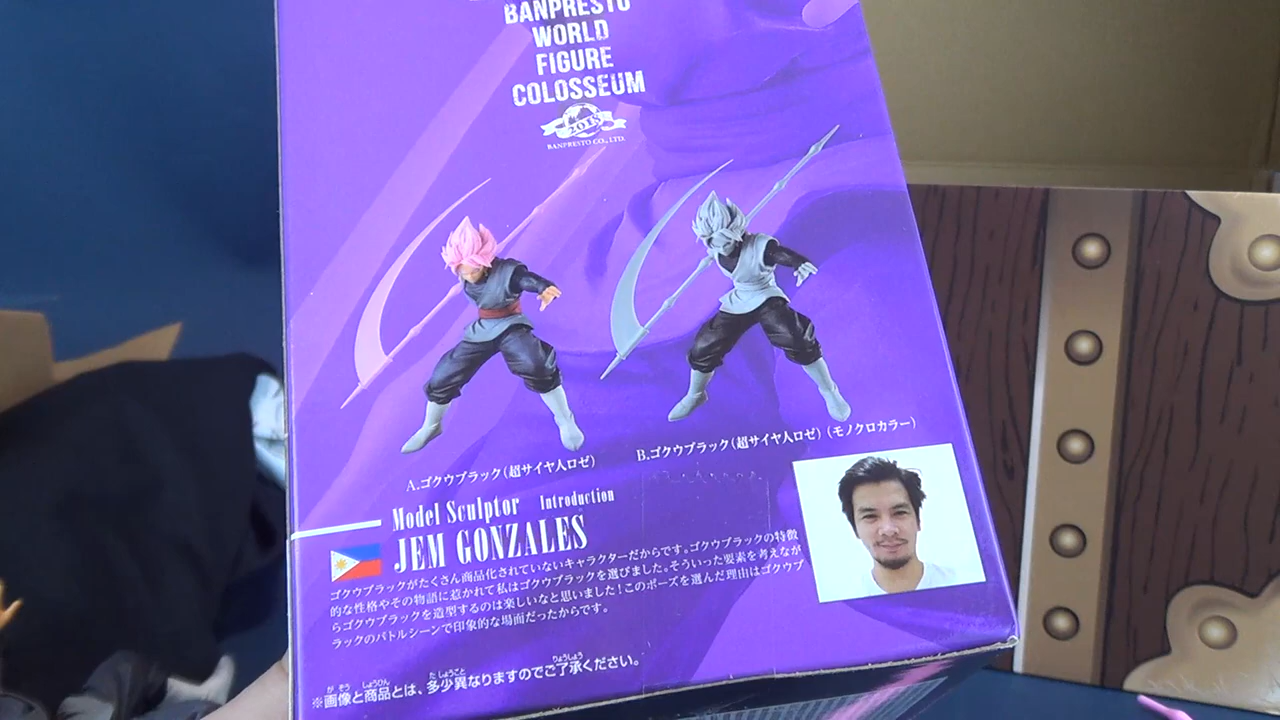 BANPRESTO
WORLD
FIGURE
COLOSSEUM
2018
BANPRESTO CO., LTD.
A.ゴクウブラック(超サイヤ人ロゼ)
B.ゴクウブラック(超サイヤ人ロゼ)(モノクロカラー)
Model Sculptor Introduction
JEM GONZALES
ゴクウブラックがたくさん商品化されていないキャラクターだからです。ゴクウブラックの特徴
的な性格やその物語に惹かれて私はゴクウブラックを選びました。そういった要素を考えなが
らゴクウブラックを造型するのは楽しいなと思いました!このポーズを選んだ理由はゴクウブ
ラックのバトルシーンで印象的な場面だったからです。
※画像と商品とは、多少異なりますのでご了承ください。